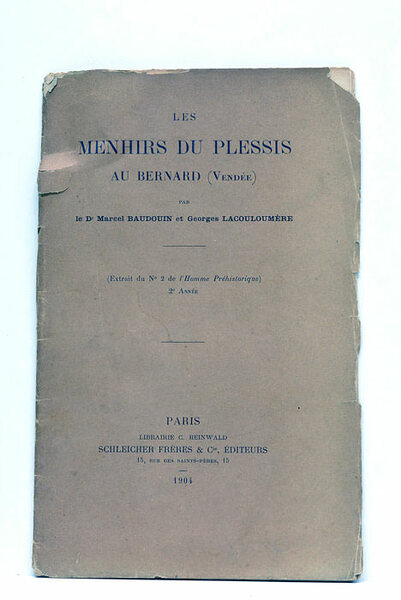 LES
MENHIRS DU PLESSIS
AU BERNARD (VENDÉE)
PAR
le Dr Marcel BAUDOUIN et Georges LACOULOUMÈRE
(Extrait du No 2 de l'Homme Préhistorique)
2e ANNÉE
PARIS
LIBRAIRIE C. REINWALD
SCHLEICHER FRÈRES & Cie, ÉDITEURS
15, RUE DES SAINTS-PÈRES, 15
1904